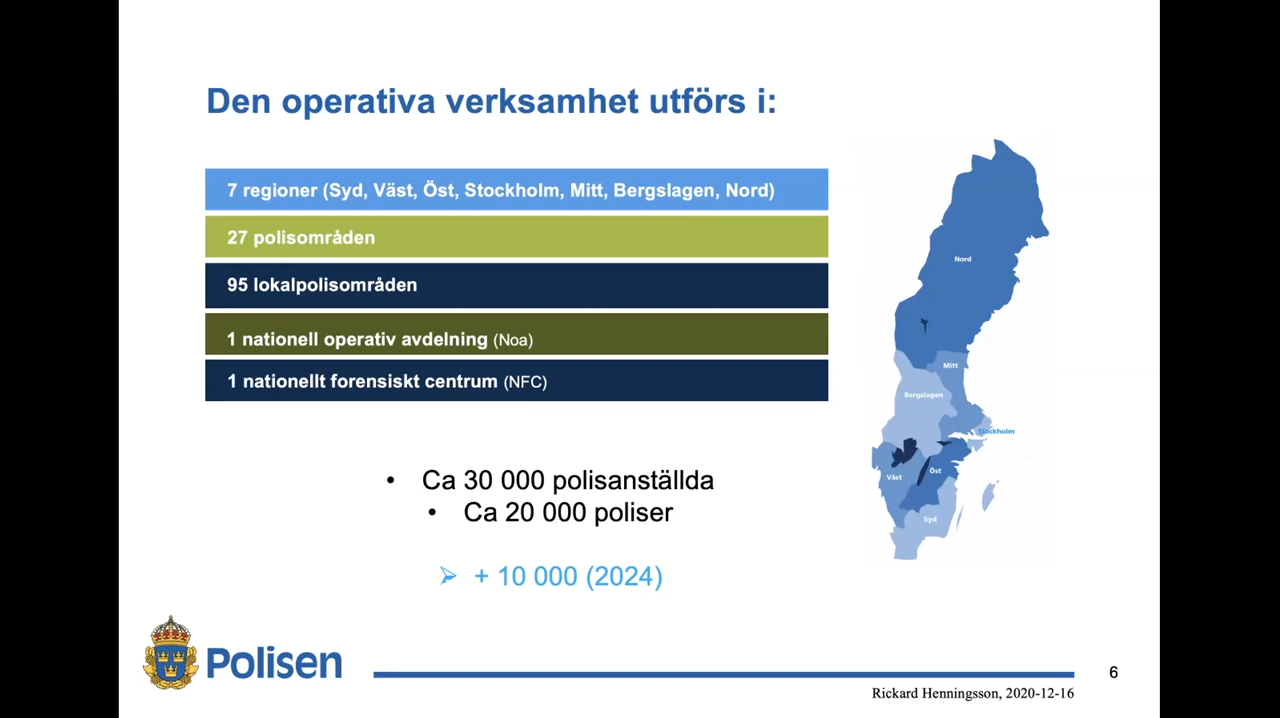 Den operativa verksamhet utförs i:
7 regioner (Syd, Väst, Öst, Stockholm, Mitt, Bergslagen, Nord)
27 polisområden
95 lokalpolisområden
1 nationell operativ avdelning (Noa)
1 nationellt forensiskt centrum (NFC)
Nord
Mitt
Bergslagen
Stockholm
Öst
Väst
Syd
• Ca 30 000 polisanställda
• Ca 20 000 poliser
➢ + 10 000 (2024)
Polisen
6
Rickard Henningsson, 2020-12-16